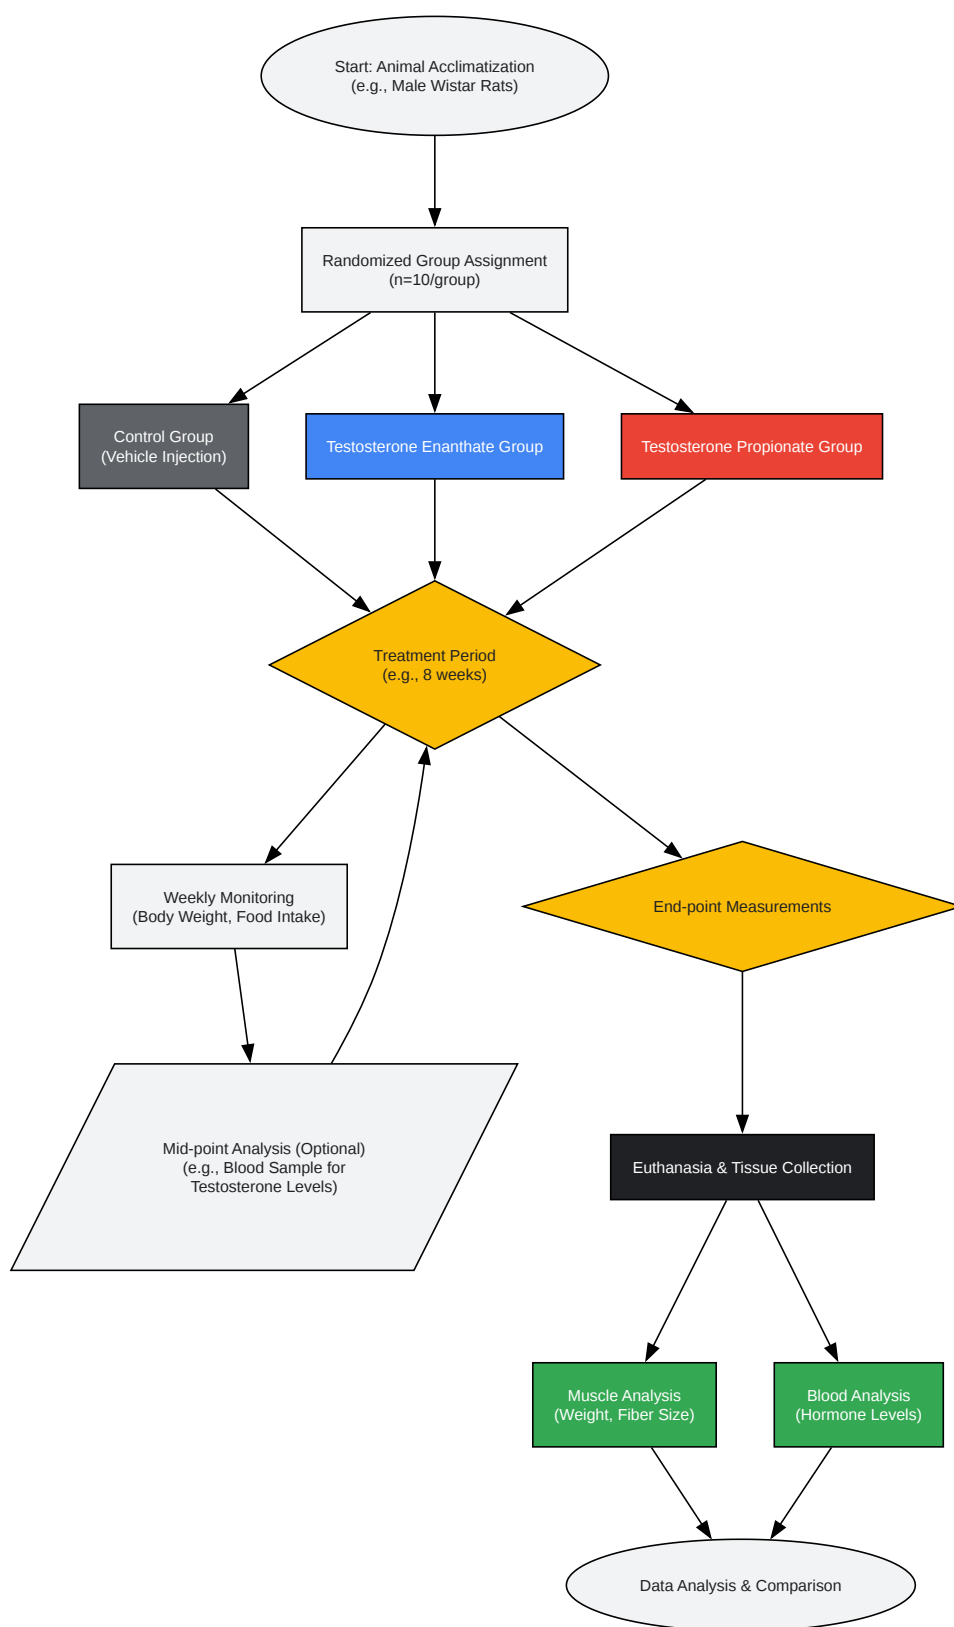 Start: Animal Acclimatization
(e.g., Male Wistar Rats)
Randomized Group Assignment
(n=10/group)
Control Group
(Vehicle Injection)
Testosterone Enanthate Group
Testosterone Propionate Group
Treatment Period
(e.g., 8 weeks)
Weekly Monitoring
(Body Weight, Food Intake)
End-point Measurements
Mid-point Analysis (Optional)
(e.g., Blood Sample for
Testosterone Levels)
Euthanasia & Tissue Collection
Muscle Analysis
(Weight, Fiber Size)
Blood Analysis
(Hormone Levels)
Data Analysis & Comparison